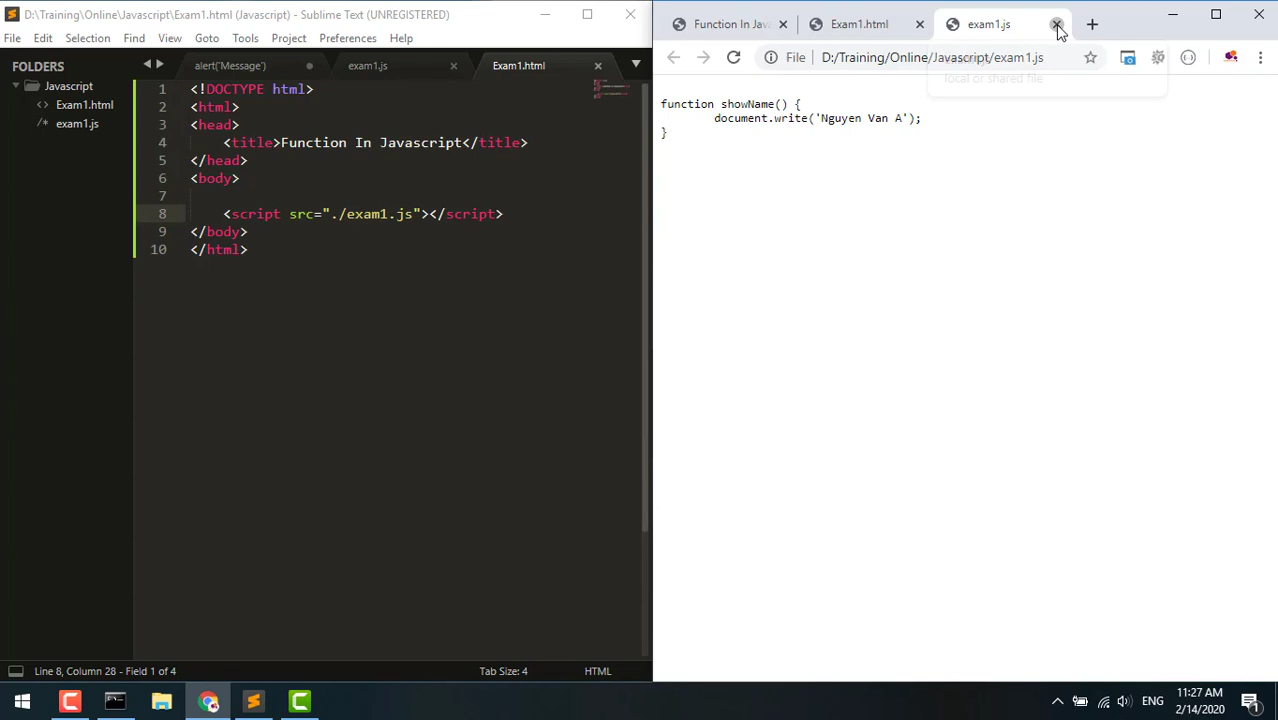 D:\Training\Online\Javascript\Exam1.html (Javascript) - Sublime Text (UNREGISTERED)
File Edit Selection Find View Goto Tools Project Preferences Help
FOLDERS
Javascript
<> Exam1.html
/* exam1.js
alert('Message') exam1.js Exam1.html
1 <!DOCTYPE html>
2 <html>
3 <head>
4 <title>Function In Javascript</title>
5 </head>
6 <body>
7
8 <script src="./exam1.js"></script>
9 </body>
10 </html>
Line 8, Column 28 - Field 1 of 4 Tab Size: 4 HTML
Function In Jav Exam1.html exam1.js
File D:/Training/Online/Javascript/exam1.js
local or shared file
function showName() {
document.write('Nguyen Van A');
}
ENG 11:27 AM
2/14/2020
1